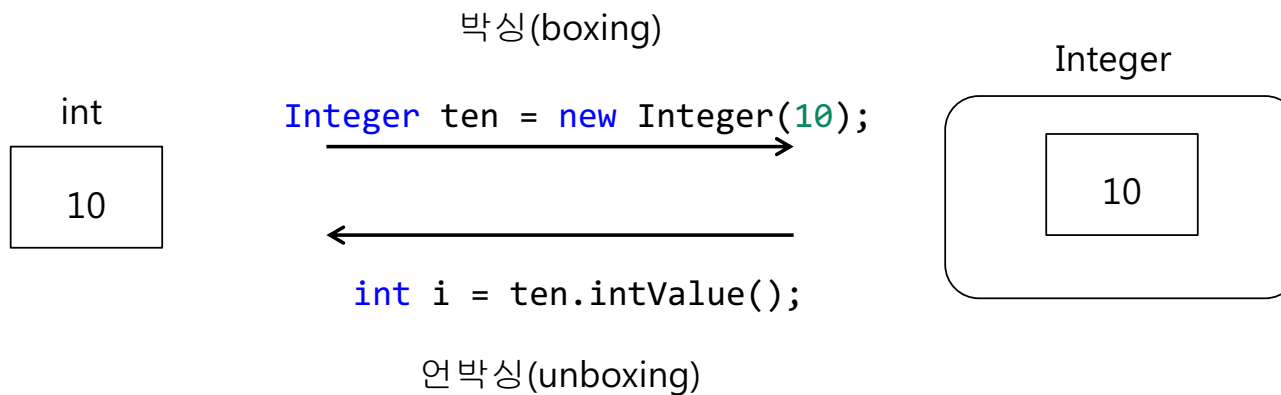 박싱(boxing)
Integer
int
Integer ten = new Integer(10);
10
10
int i = ten.intValue();
언박싱(unboxing)